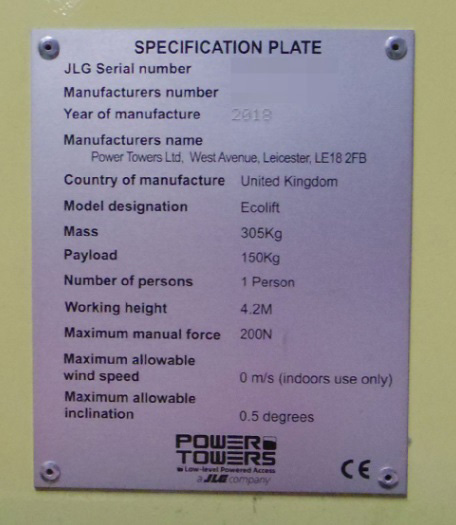 SPECIFICATION PLATE
JLG Serial number
Manufacturers number
Year of manufacture 2018
Manufacturers name
Power Towers Ltd, West Avenue, Leicester, LE18 2FB
Country of manufacture United Kingdom
Model designation Ecolift
Mass 305Kg
Payload 150Kg
Number of persons 1 Person
Working height 4.2M
Maximum manual force 200N
Maximum allowable
wind speed 0 m/s (indoors use only)
Maximum allowable
inclination 0.5 degrees
POWER
TOWERS
Low-level Powered Access
a JLG company
CE